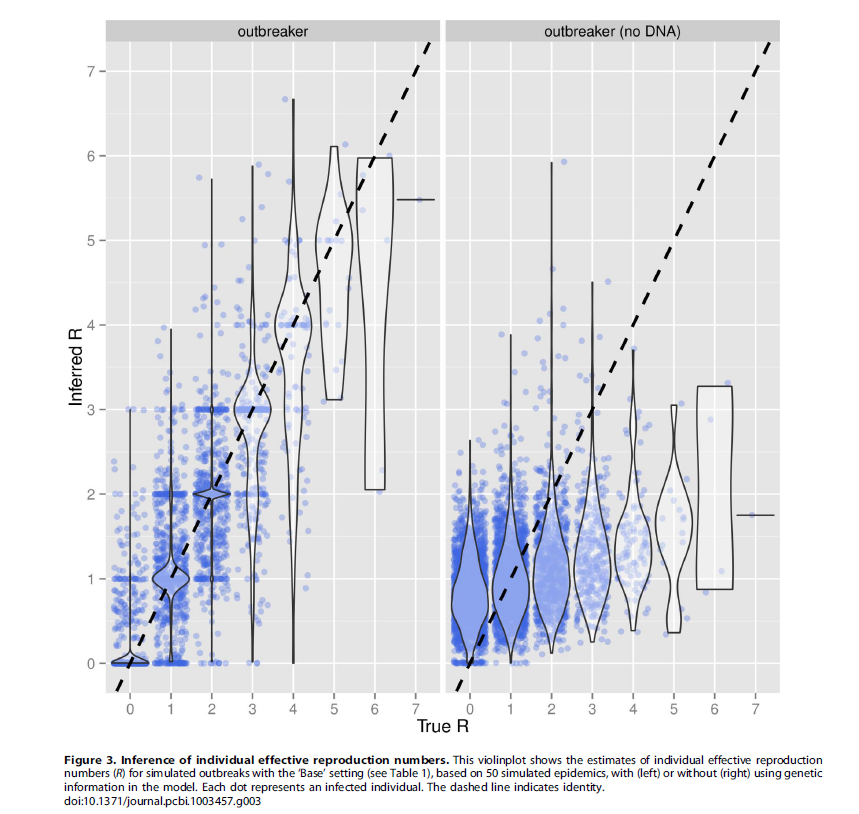 outbreaker
outbreaker (no DNA)
7
6
5
4
3
2
1
0
Inferred R
0 1 2 3 4 5 6 7
0 1 2 3 4 5 6 7
True R
Figure 3. Inference of individual effective reproduction numbers. This violinplot shows the estimates of individual effective reproduction
numbers (R) for simulated outbreaks with the ‘Base’ setting (see Table 1), based on 50 simulated epidemics, with (left) or without (right) using genetic
information in the model. Each dot represents an infected individual. The dashed line indicates identity.
doi:10.1371/journal.pcbi.1003457.g003